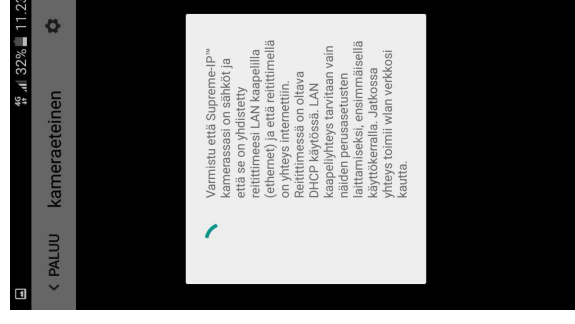 4G 32% 11:23
< PALUU kameraeteinen
Varmistu että Supreme-IP™
kamerassasi on sähköt ja
että se on yhdistetty
reitittimeesi LAN kaapelilla
(ethernet) ja että reitittimellä
on yhteys internettiin.
Reitittimessä on oltava
DHCP käytössä. LAN
kaapeliyhteys tarvitaan vain
näiden perusasetusten
laittamiseksi, ensimmäisellä
käyttökerralla. Jatkossa
yhteys toimii wlan verkkosi
kautta.